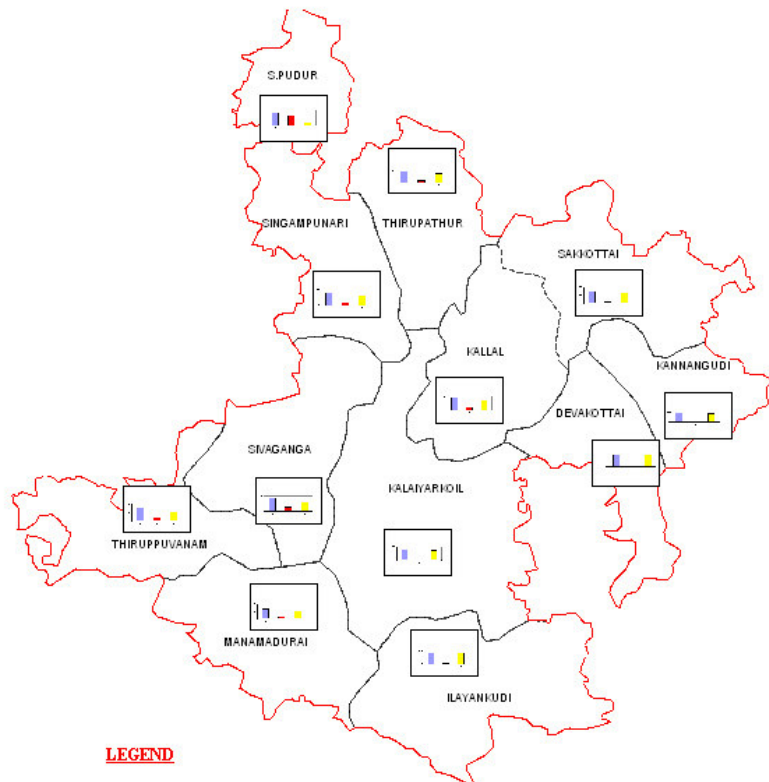 S.PUDUR
SINGAMPUNARI
THIRUPATHUR
SAKKOTTAI
KALLAL
KANNANGUDI
DEVAKOTTAI
SIVAGANGA
KALAIYARKOIL
THIRUPPUVANAM
MANAMADURAI
ILAYANKUDI
LEGEND